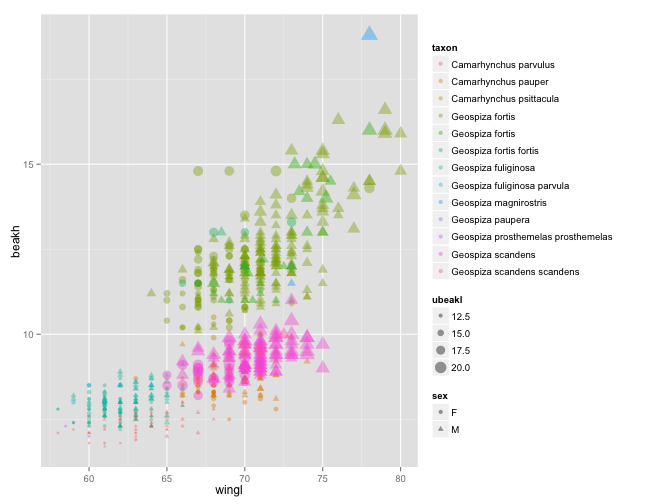 beakh
15
10
60
65
70
75
80
wingl
taxon
Camarhynchus parvulus
Camarhynchus pauper
Camarhynchus psittacula
Geospiza fortis
Geospiza fortis
Geospiza fortis fortis
Geospiza fuliginosa
Geospiza fuliginosa parvula
Geospiza magnirostris
Geospiza paupera
Geospiza prosthemelas prosthemelas
Geospiza scandens
Geospiza scandens scandens
ubeakl
12.5
15.0
17.5
20.0
sex
F
M